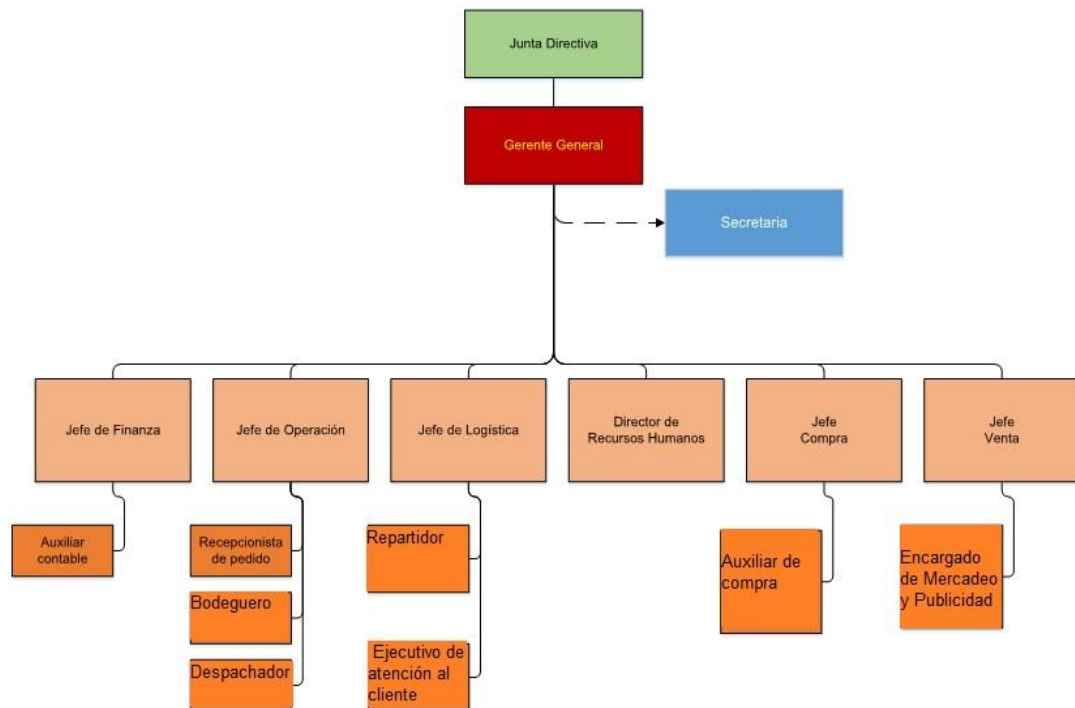 Junta Directiva
Gerente General
Secretaria
Jefe de Finanza
Jefe de Operación
Jefe de Logística
Director de
Recursos Humanos
Jefe
Compra
Jefe
Venta
Auxiliar
contable
Recepcionista
de pedido
Bodeguero
Despachador
Repartidor
Ejecutivo de
atención al
cliente
Auxiliar de
compra
Encargado
de Mercadeo
y Publicidad